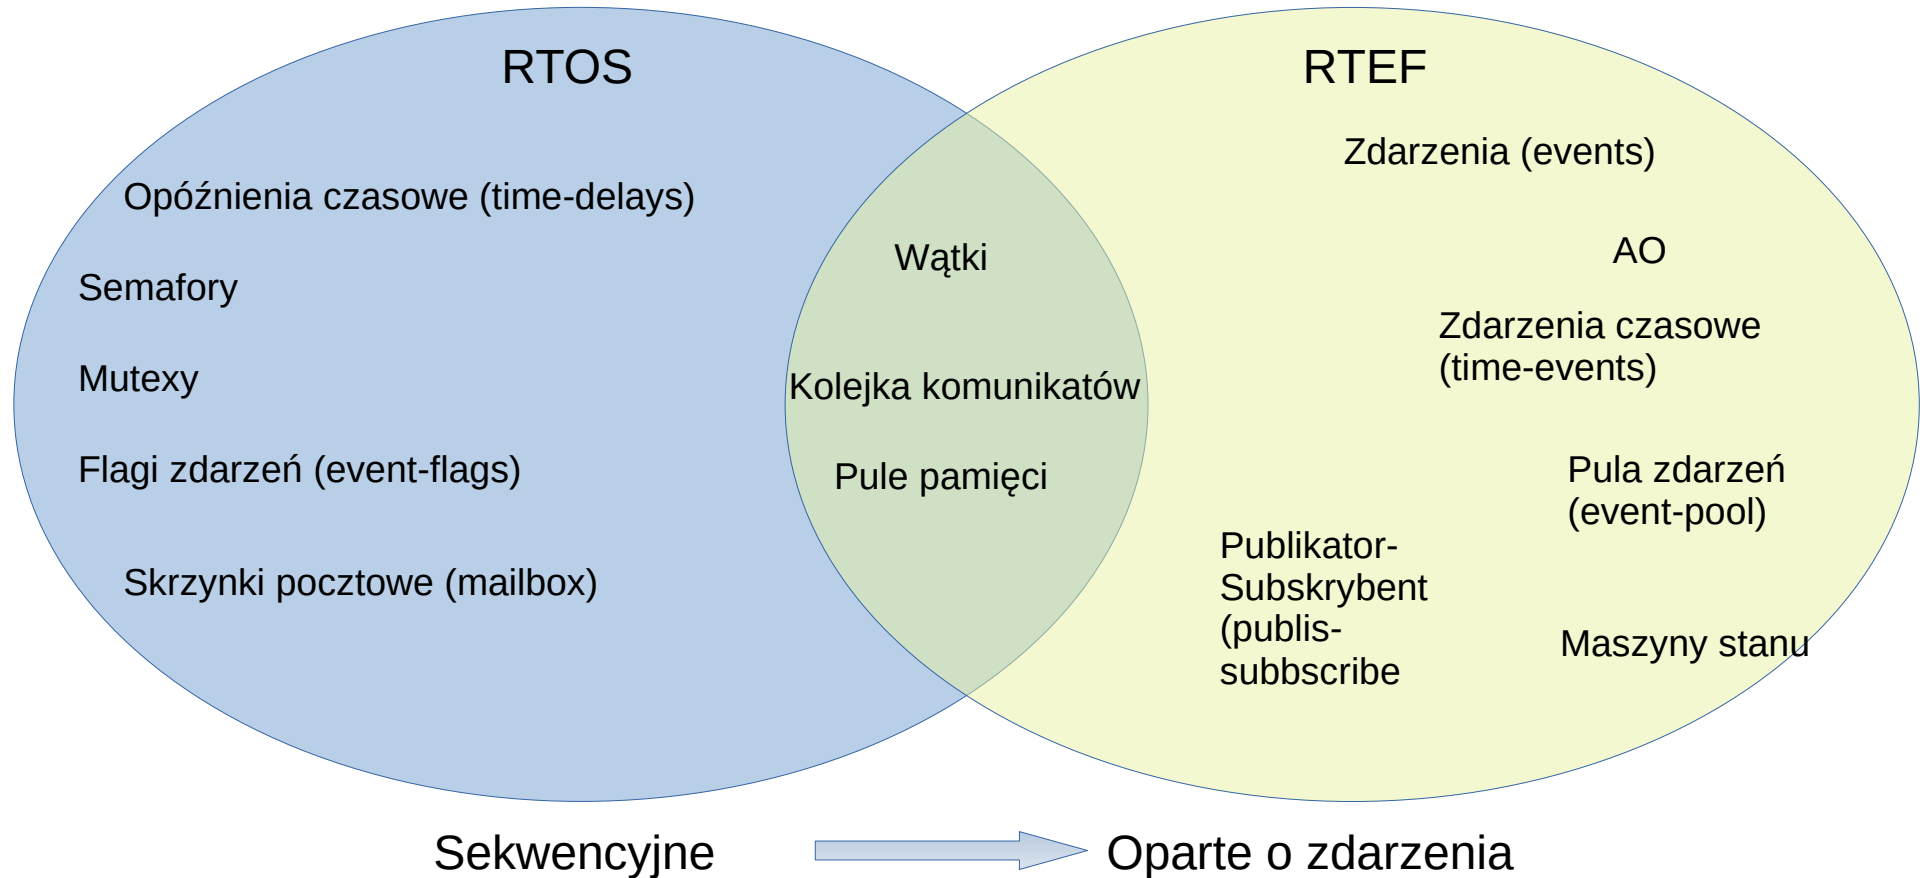 RTOS
Opóźnienia czasowe (time-delays)
Semafory
Mutexy
Flagi zdarzeń (event-flags)
Skrzynki pocztowe (mailbox)
Wątki
Kolejka komunikatów
Pule pamięci
RTEF
Zdarzenia (events)
AO
Zdarzenia czasowe
(time-events)
Pula zdarzeń
(event-pool)
Publikator-
Subskrybent
(publis-
subbscribe
Maszyny stanu
Sekwencyjne
Oparte o zdarzenia